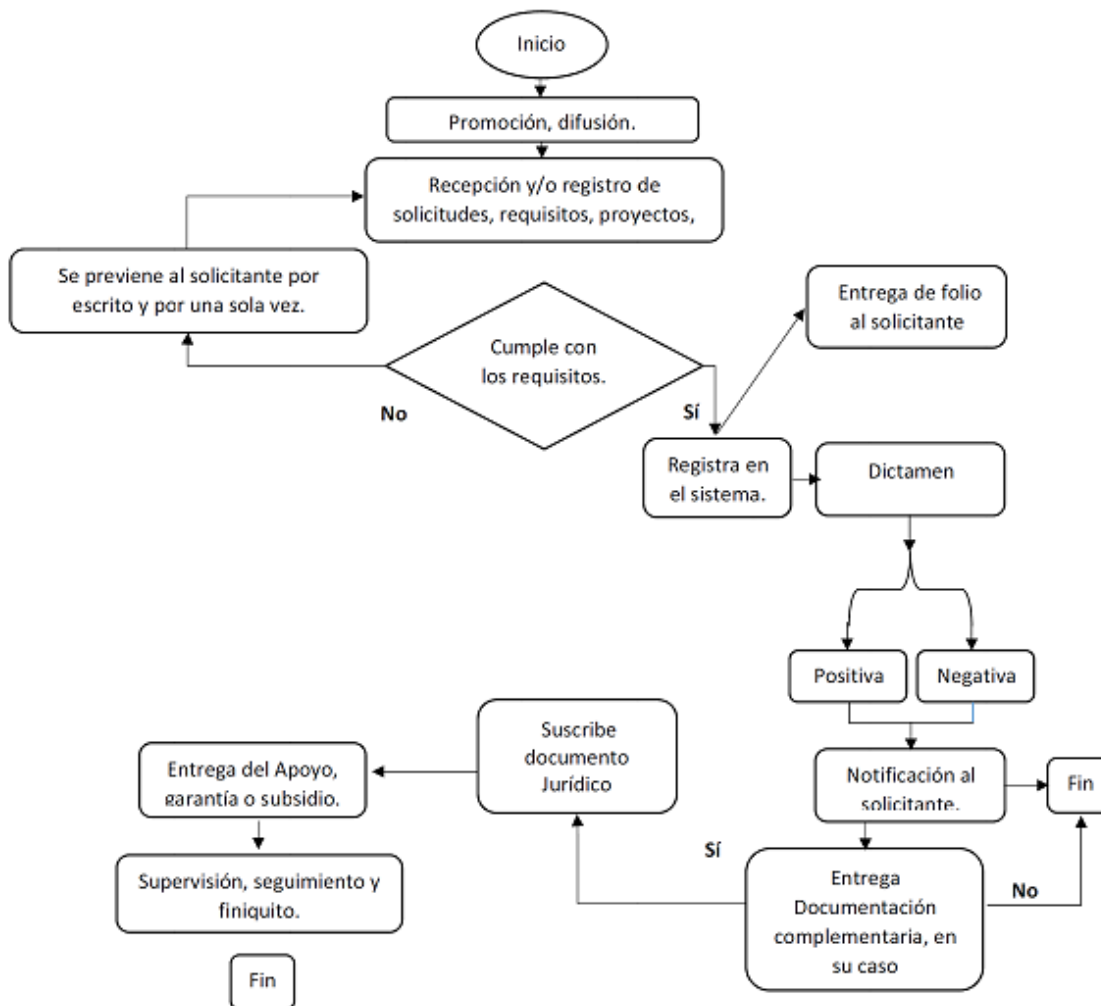 Inicio
Promoción, difusión.
Recepción y/o registro de
solicitudes, requisitos, proyectos,
Se previene al solicitante por
escrito y por una sola vez.
Entrega de folio
al solicitante
Cumple con
los requisitos.
No
Sí
Registra en
el sistema.
Dictamen
Positiva
Negativa
Suscribe
documento
Jurídico
Entrega del Apoyo,
garantía o subsidio.
Notificación al
solicitante.
Fin
Sí
Entrega
Documentación
complementaria, en
su caso
No
Supervisión, seguimiento y
finiquito.
Fin